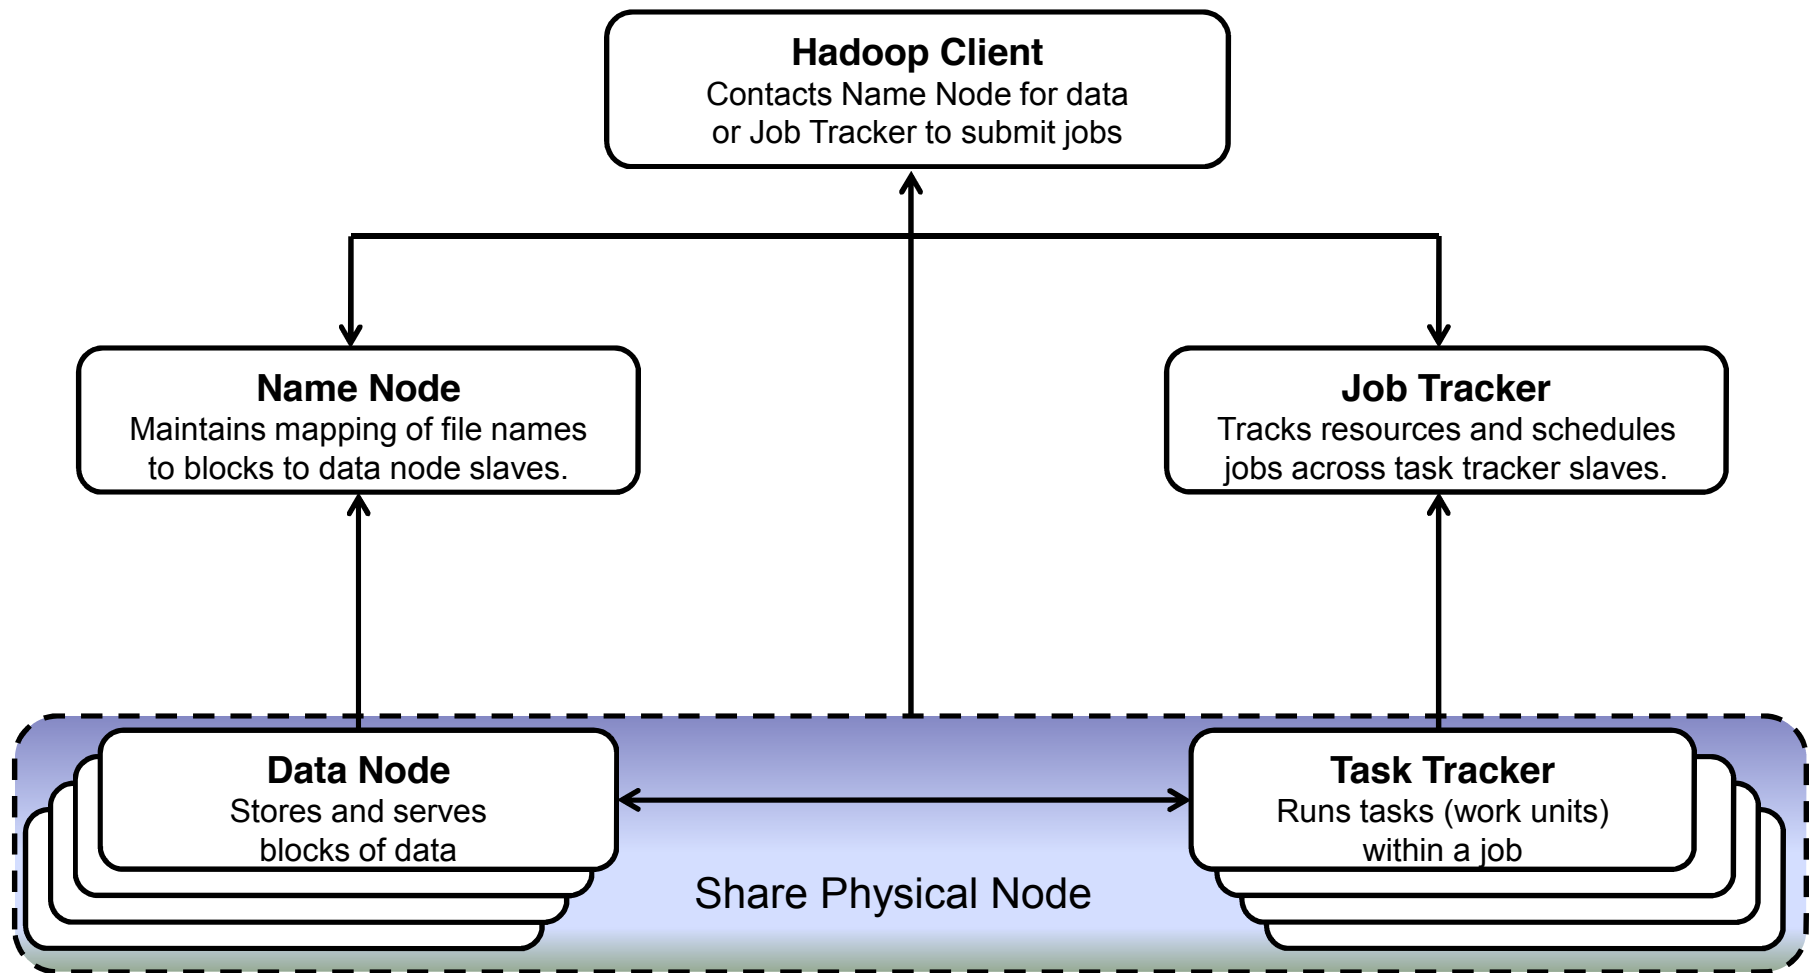 Hadoop Client
Contacts Name Node for data
or Job Tracker to submit jobs
Name Node
Maintains mapping of file names
to blocks to data node slaves.
Job Tracker
Tracks resources and schedules
jobs across task tracker slaves.
Data Node
Stores and serves
blocks of data
Task Tracker
Runs tasks (work units)
within a job
Share Physical Node